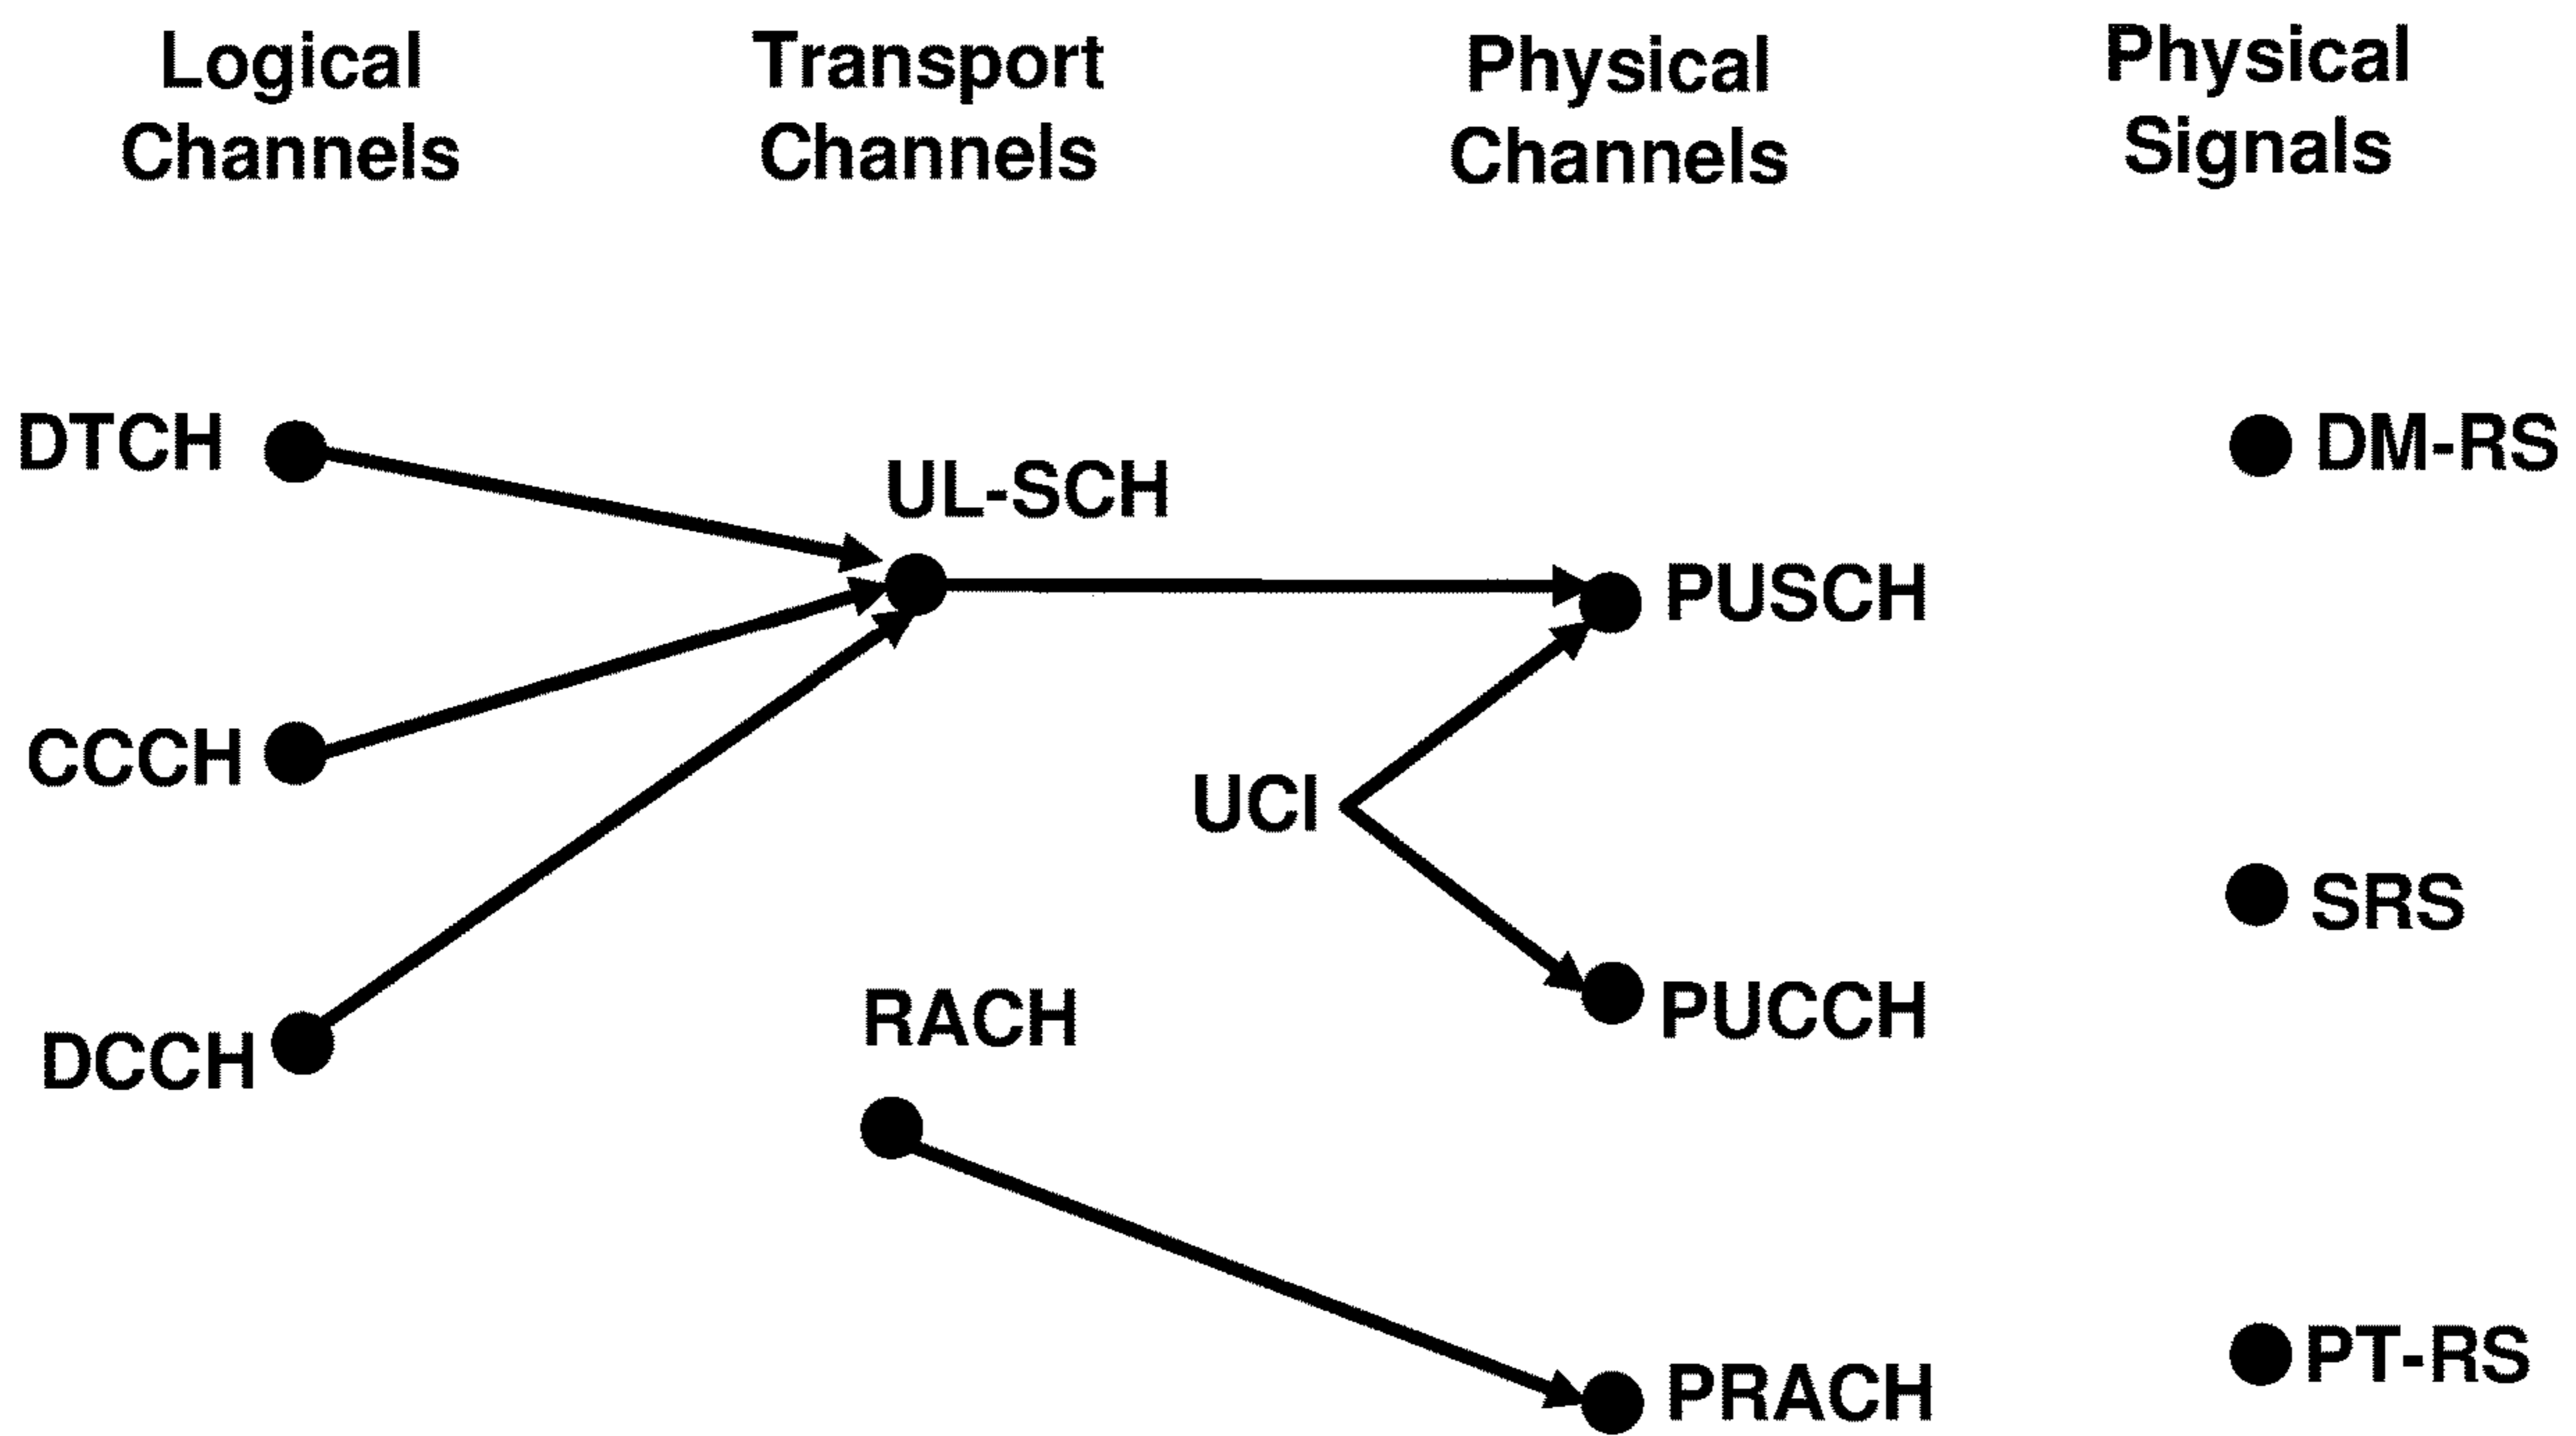 Logical
Channels
Transport
Channels
Physical
Channels
Physical
Signals
DTCH
UL-SCH
DM-RS
PUSCH
CCCH
UCI
SRS
DCCH
RACH
PUCCH
PRACH
PT-RS